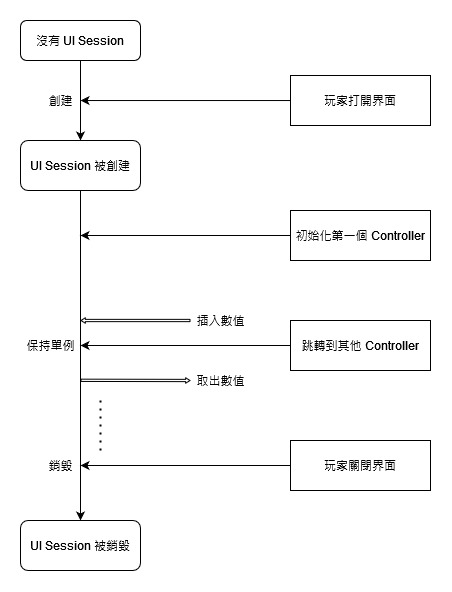 沒有 UI Session
創建
玩家打開界面
UI Session 被創建
初始化第一個 Controller
插入數值
保持單例
跳轉到其他 Controller
取出數值
銷毀
玩家關閉界面
UI Session 被銷毀